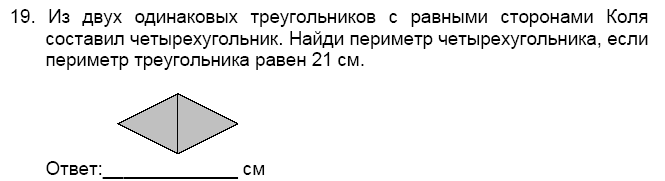 19. Из двух одинаковых треугольников с равными сторонами Коля
составил четырехугольник. Найди периметр четырехугольника, если
периметр треугольника равен 21 см.
Ответ:______________ см